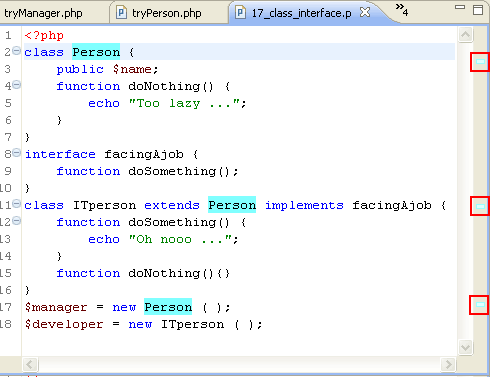 tryManager.php tryPerson.php 17_class_interface.p »4
1 <?php
2 class Person {
3 public $name;
4 function doNothing() {
5 echo "Too lazy ...";
6 }
7 }
8 interface facingAjob {
9 function doSomething();
10 }
11 class ITperson extends Person implements facingAjob {
12 function doSomething() {
13 echo "Oh nooo ...";
14 }
15 function doNothing(){}
16 }
17 $manager = new Person ( );
18 $developer = new ITperson ( );